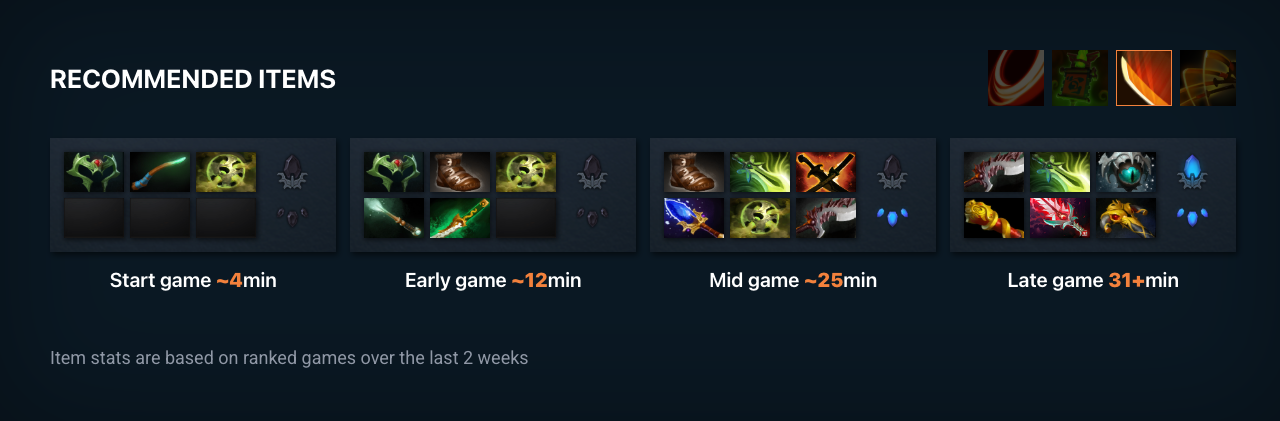 RECOMMENDED ITEMS
Start game ~4min
Early game ~12min
Mid game ~25min
Late game 31+min
Item stats are based on ranked games over the last 2 weeks